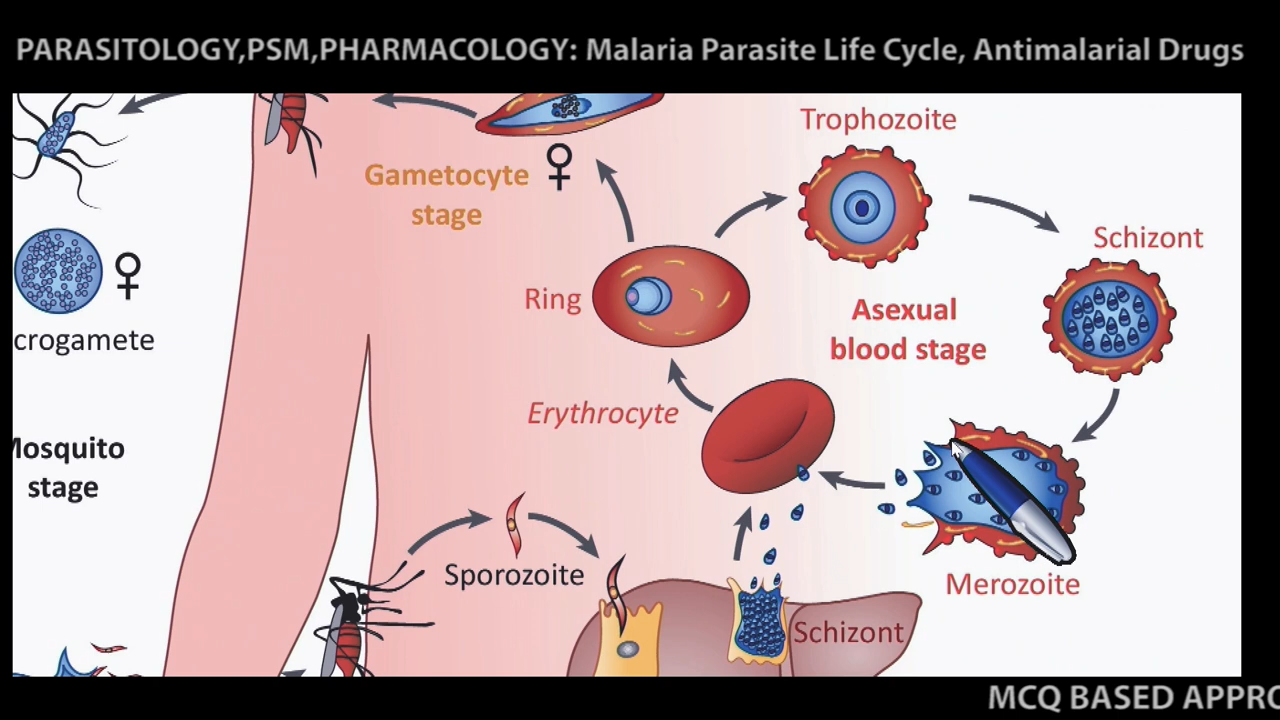 PARASITOLOGY,PSM,PHARMACOLOGY: Malaria Parasite Life Cycle, Antimalarial Drugs
Trophozoite
Gametocyte
stage
♀
Schizont
Ring
♀
crogamete
Asexual
blood stage
Erythrocyte
Mosquito
stage
Sporozoite
Merozoite
Schizont
MCQ BASED APPRO